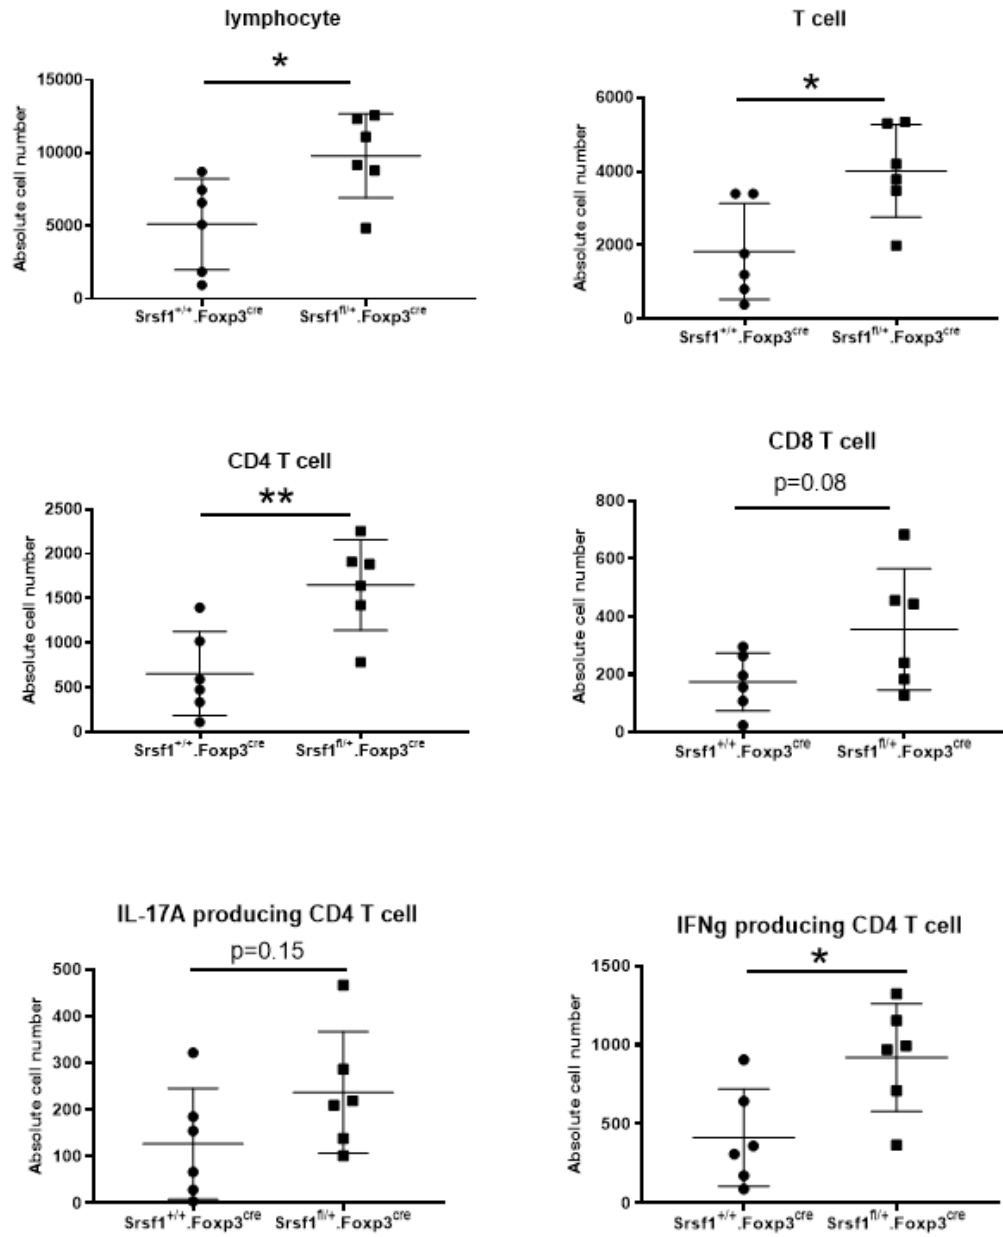 lymphocyte
*
Absolute cell number
15000
10000
5000
0
Srsf1+/+.Foxp3cre Srsf1fl/+.Foxp3cre
T cell
*
Absolute cell number
6000
4000
2000
0
Srsf1+/+.Foxp3cre Srsf1fl/+.Foxp3cre
CD4 T cell
**
Absolute cell number
2500
2000
1500
1000
500
0
Srsf1+/+.Foxp3cre Srsf1fl/+.Foxp3cre
CD8 T cell
p=0.08
Absolute cell number
800
600
400
200
0
Srsf1+/+.Foxp3cre Srsf1fl/+.Foxp3cre
IL-17A producing CD4 T cell
p=0.15
Absolute cell number
500
400
300
200
100
0
Srsf1+/+.Foxp3cre Srsf1fl/+.Foxp3cre
IFNg producing CD4 T cell
*
Absolute cell number
1500
1000
500
0
Srsf1+/+.Foxp3cre Srsf1fl/+.Foxp3cre